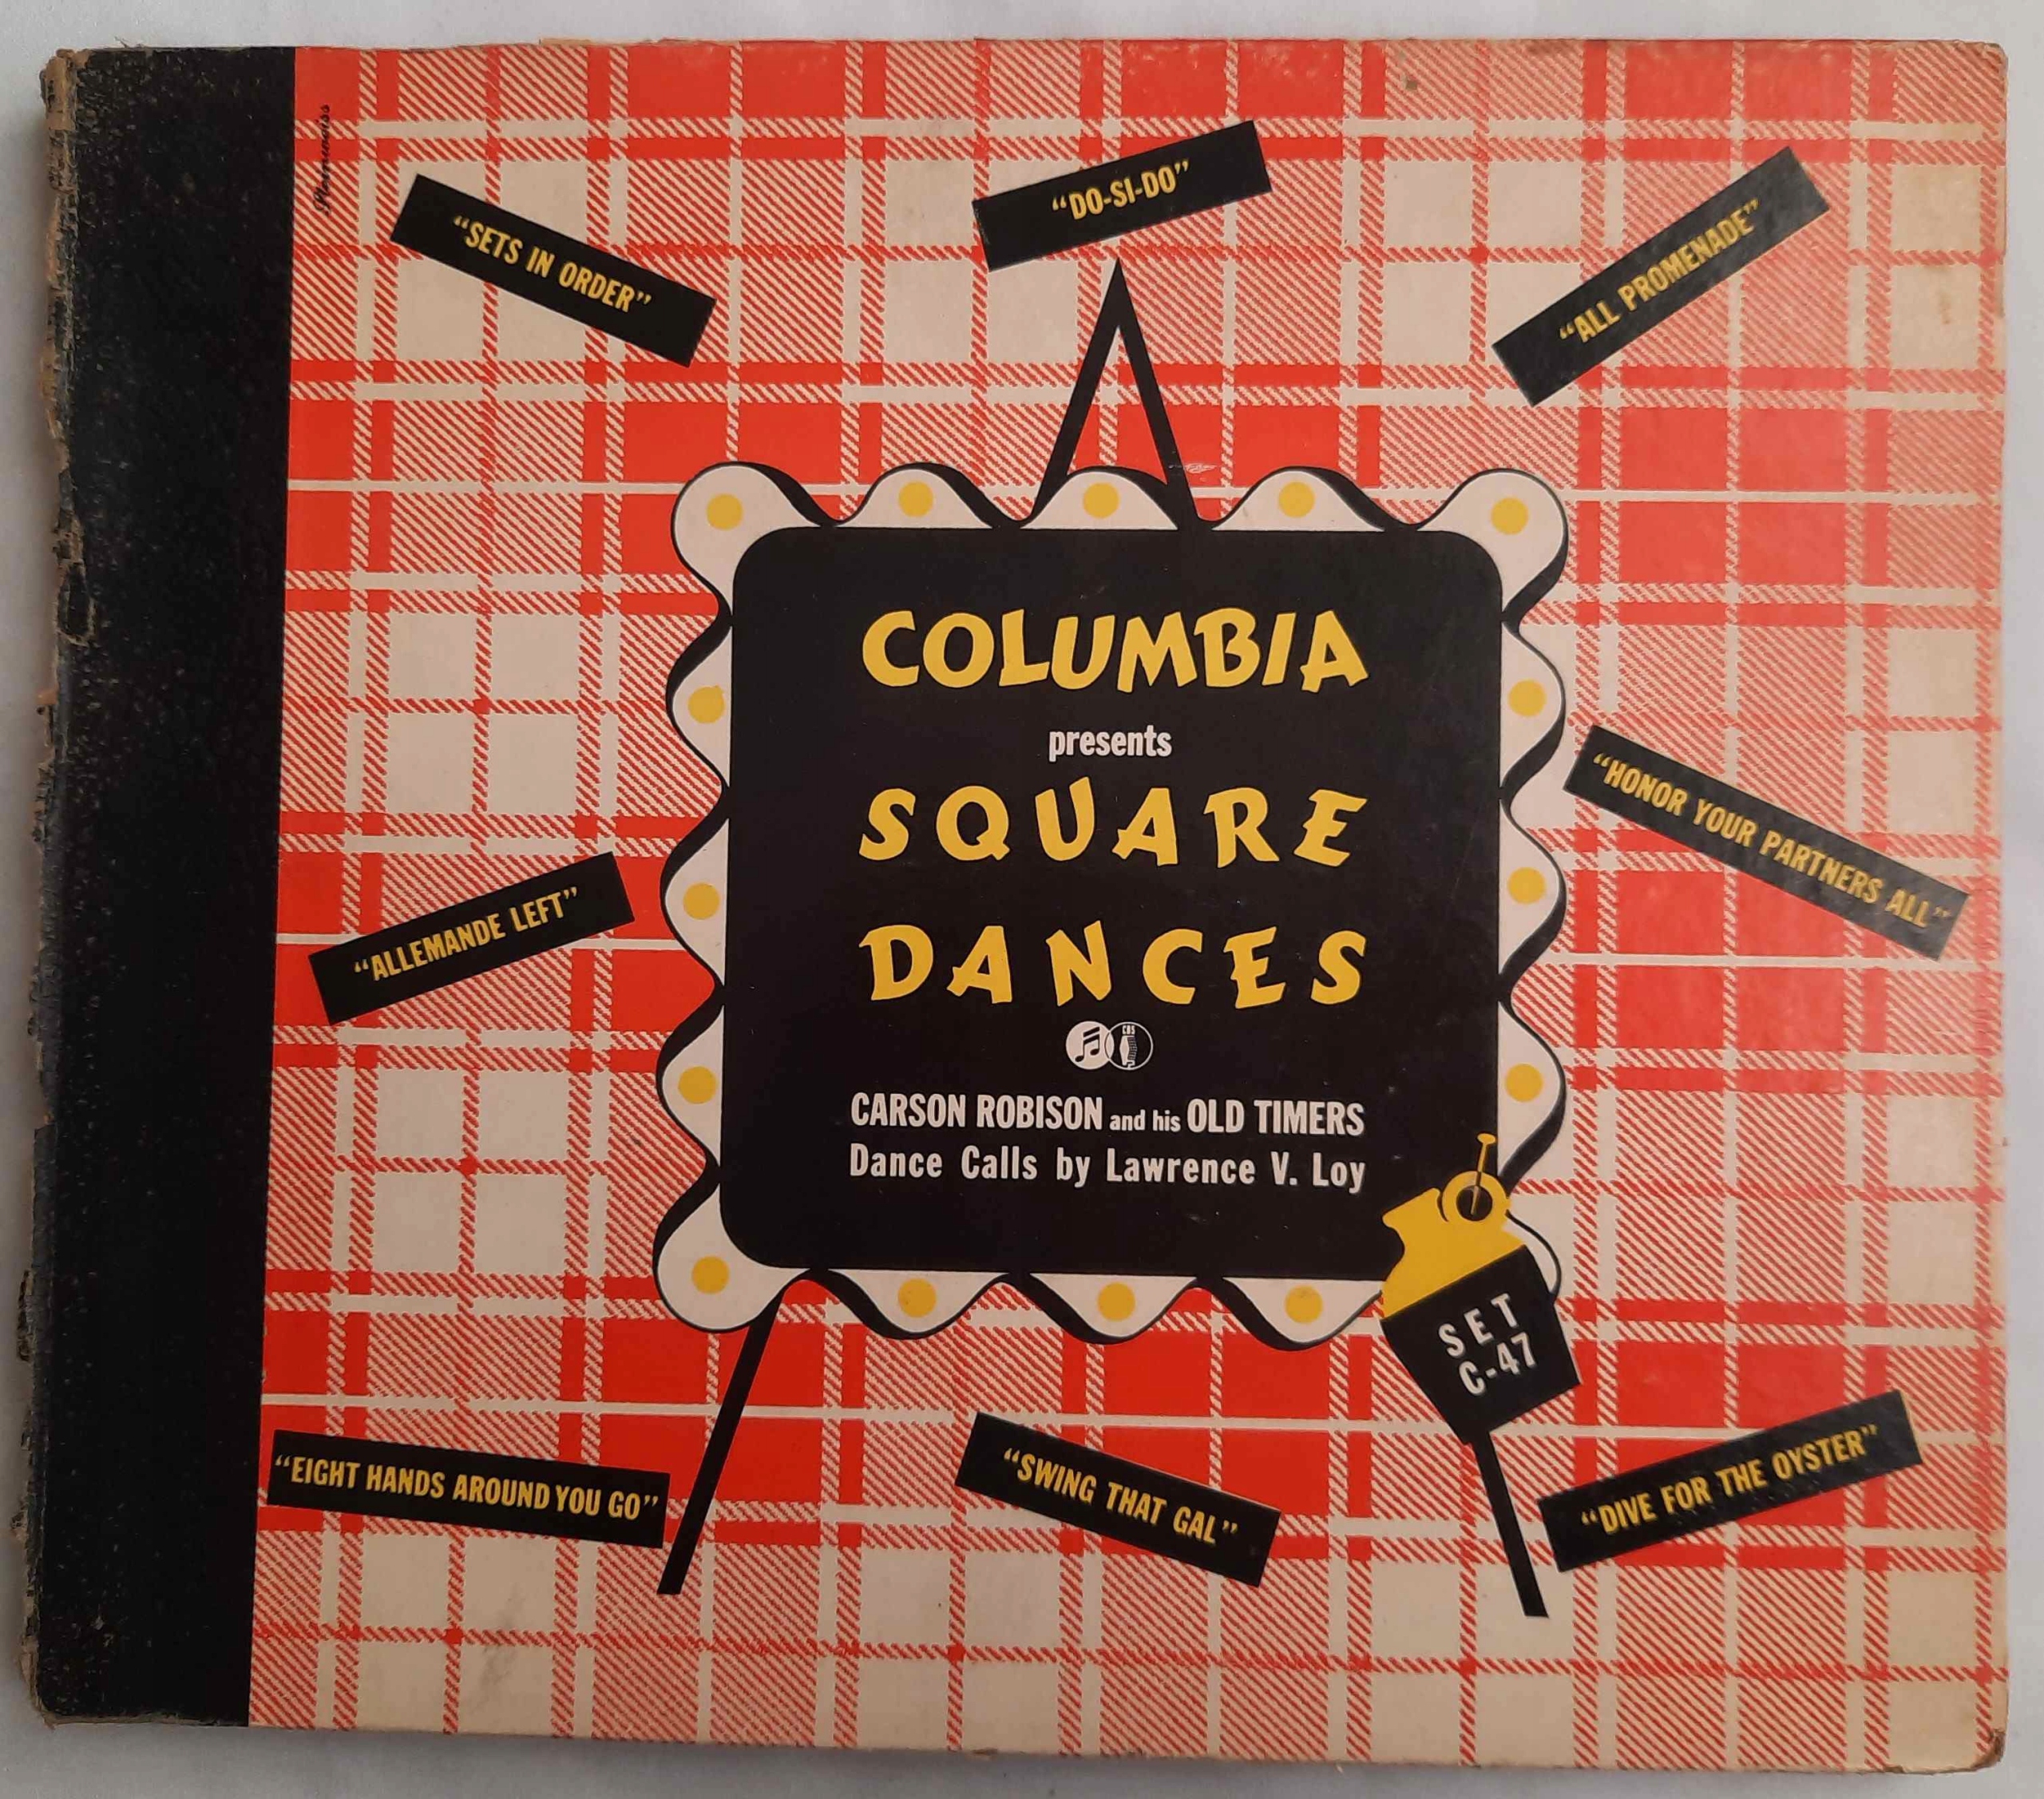 "SETS IN ORDER"
"DO-SI-DO"
"ALL PROMENADE"
COLUMBIA
presents
SQUARE
DANCES
CBS
CARSON ROBISON and his OLD TIMERS
Dance Calls by Lawrence V. Loy
"HONOR YOUR PARTNERS ALL"
"ALLEMANDE LEFT"
SET
C-47
"EIGHT HANDS AROUND YOU GO"
"SWING THAT GAL"
"DIVE FOR THE OYSTER"